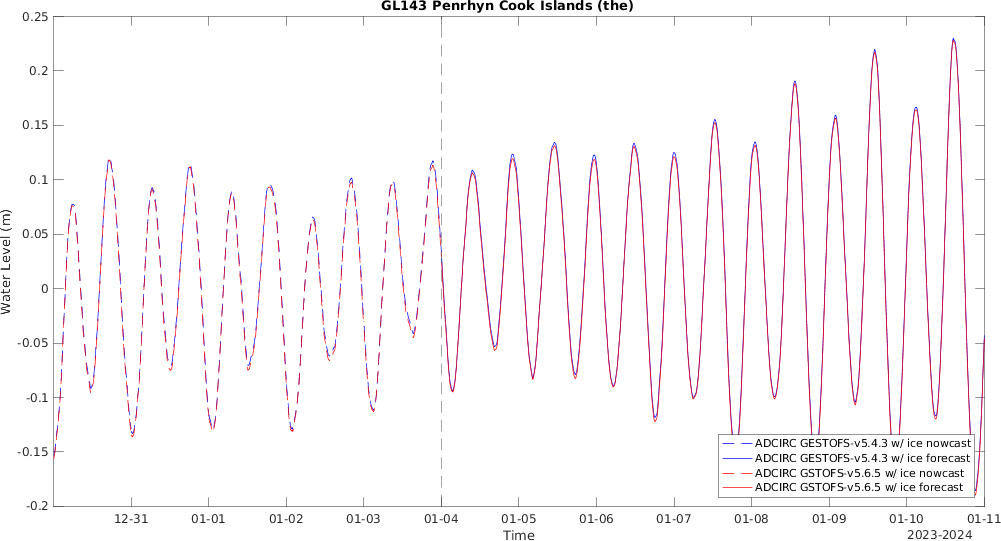 GL143 Penrhyn Cook Islands (the)
0.25
0.2
0.15
0.1
0.05
0
-0.05
-0.1
-0.15
-0.2
Water Level (m)
ADCIRC GESTOFS-v5.4.3 w/ ice nowcast
ADCIRC GESTOFS-v5.4.3 w/ ice forecast
ADCIRC GSTOFS-v5.6.5 w/ ice nowcast
ADCIRC GSTOFS-v5.6.5 w/ ice forecast
12-31 01-01 01-02 01-03 01-04 01-05 01-06 01-07 01-08 01-09 01-10 01-11
Time
2023-2024